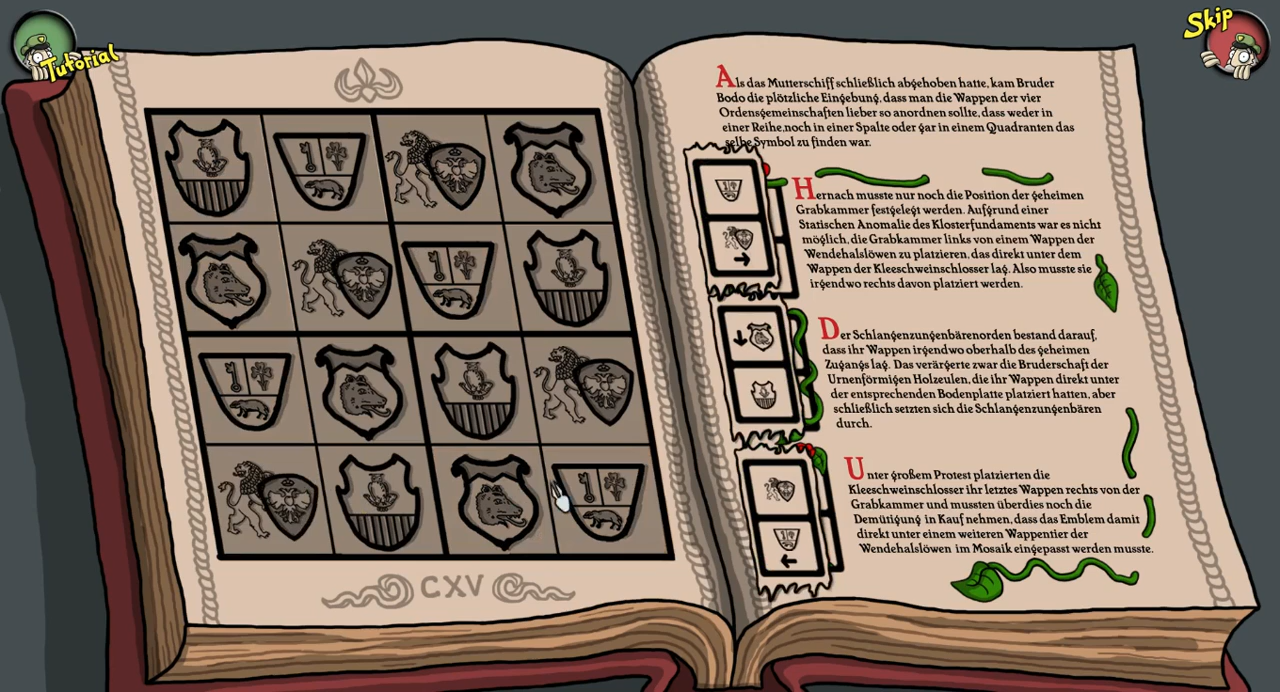 Tutorial
Skip
Als das Mutterschiff schließlich abgehoben hatte, kam Bruder
Bodo die plötzliche Eingebung, dass man die Wappen der vier
Ordensgemeinschaften lieber so anordnen sollte, dass weder in
einer Reihe,noch in einer Spalte oder gar in einem Quadranten das
selbe Symbol zu finden war.
Hernach musste nur noch die Position der geheimen
Grabkammer festgelegt werden. Aufgrund einer
Statischen Anomalie des Klosterfundaments war es nicht
möglich, die Grabkammer links von einem Wappen der
Wendehalslöwen zu platzieren, das direkt unter dem
Wappen der Kleeschweinschlosser lag. Also musste sie
irgendwo rechts davon platziert werden.
Der Schlangenzungenbärenorden bestand darauf,
dass ihr Wappen irgendwo oberhalb des geheimen
Zugangs lag. Das verärgerte zwar die Bruderschaft der
Urnenförmigen Holzeulen, die ihr Wappen direkt unter
der entsprechenden Bodenplatte platziert hatten, aber
schließlich setzten sich die Schlangenzungenbären
durch.
Unter großem Protest platzierten die
Kleeschweinschlosser ihr letztes Wappen rechts von der
Grabkammer und mussten überdies noch die
Demütigung in Kauf nehmen, dass das Emblem damit
direkt unter einem weiteren Wappentier der
Wendehalslöwen im Mosaik eingepasst werden musste.
CXV